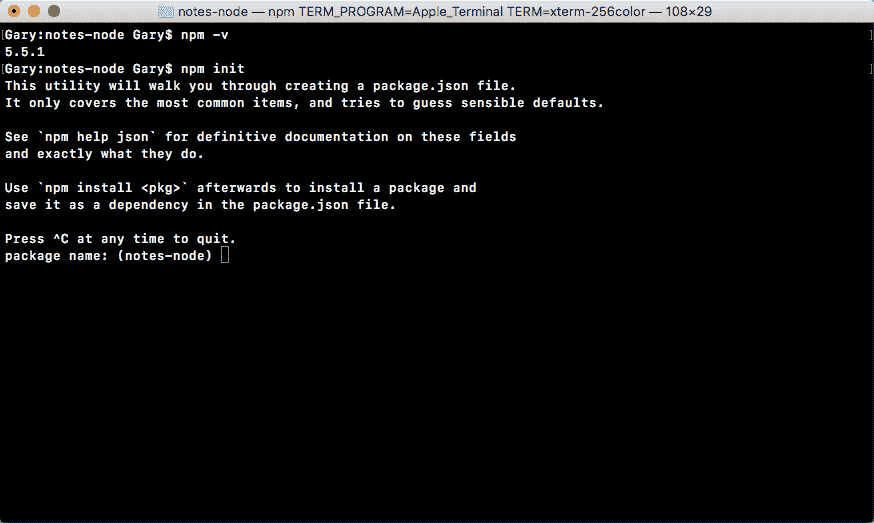 notes-node — npm TERM_PROGRAM=Apple_Terminal TERM=xterm-256color — 108×29
[Gary:notes-node Gary$ npm -v ]
5.5.1
[Gary:notes-node Gary$ npm init ]
This utility will walk you through creating a package.json file.
It only covers the most common items, and tries to guess sensible defaults.
See `npm help json` for definitive documentation on these fields
and exactly what they do.
Use `npm install <pkg>` afterwards to install a package and
save it as a dependency in the package.json file.
Press ^C at any time to quit.
package name: (notes-node)